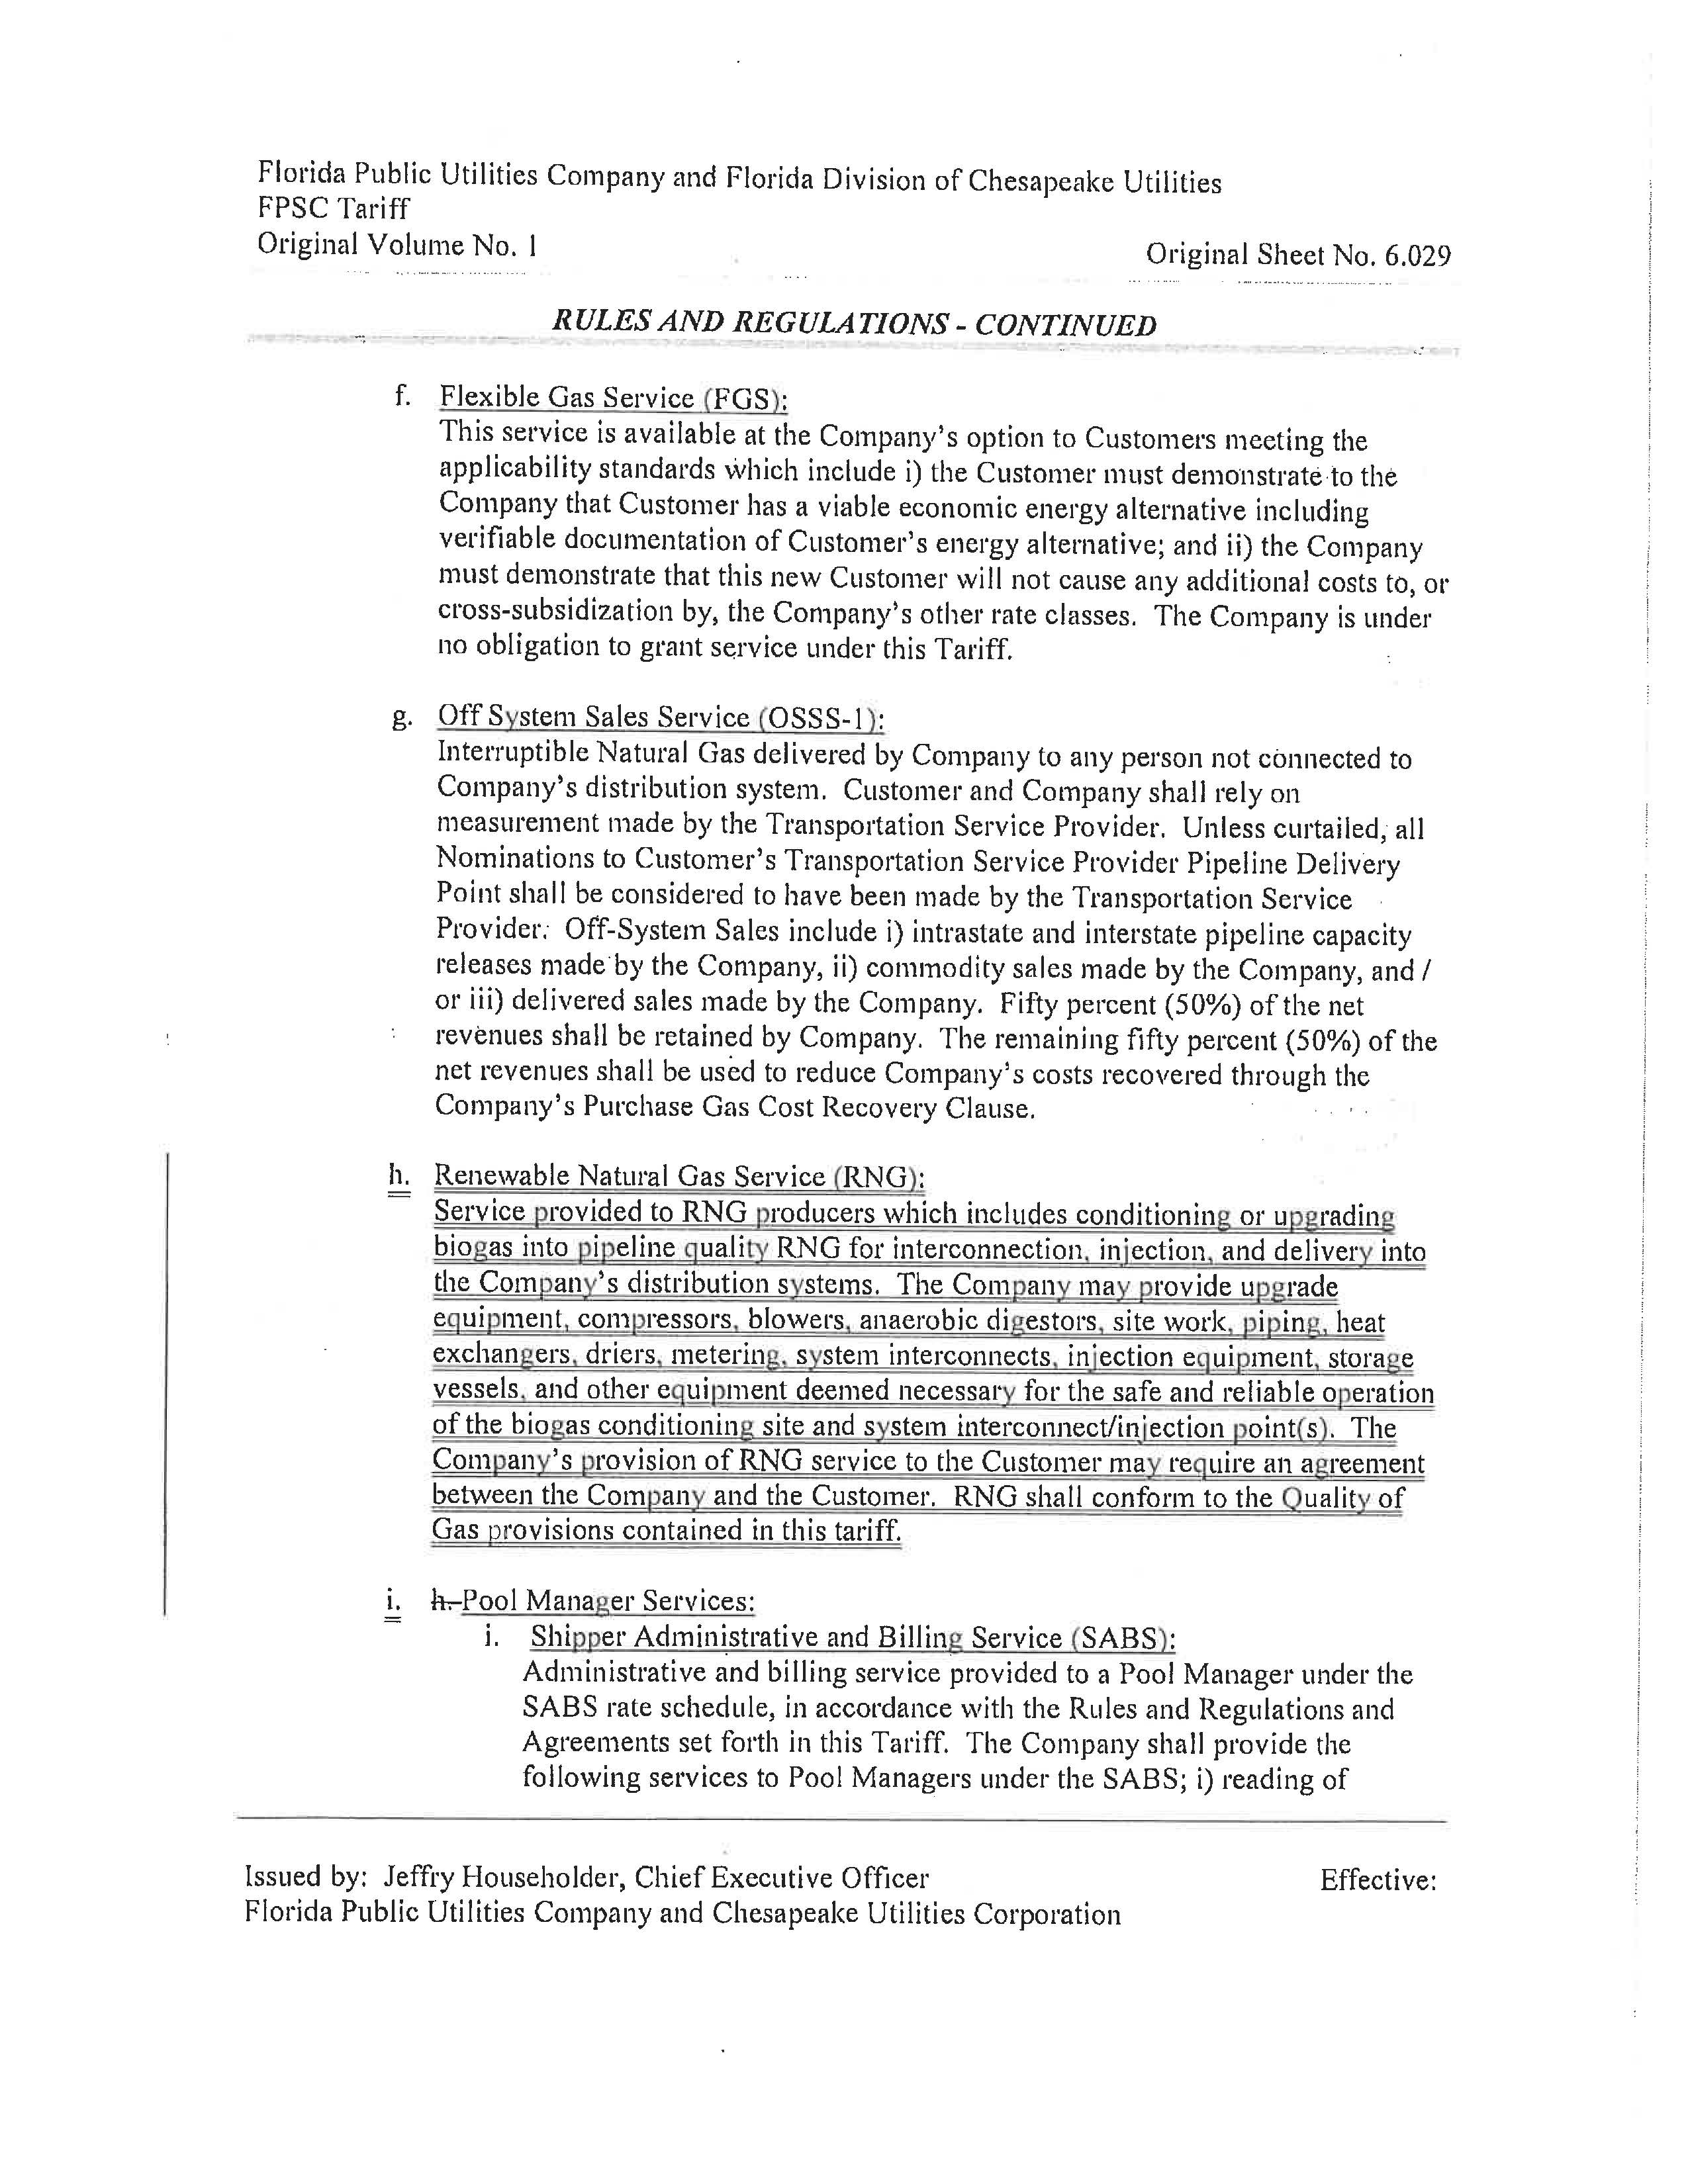 Florida Public Utilities Company and Florida Division of Chesapeake Utilities
FPSC Tariff
Original Volume No. 1
Original Sheet No. 6.029
RULES AND REGULATIONS - CONTINUED
f. Flexible Gas Service (FGS):
This service is available at the Company's option to Customers meeting the
applicability standards which include i) the Customer must demonstrate to the
Company that Customer has a viable economic energy alternative including
verifiable documentation of Customer's energy alternative; and ii) the Company
must demonstrate that this new Customer will not cause any additional costs to, or
cross-subsidization by, the Company's other rate classes. The Company is under
no obligation to grant service under this Tariff.
g. Off System Sales Service (OSSS-1):
Interruptible Natural Gas delivered by Company to any person not connected to
Company's distribution system. Customer and Company shall rely on
measurement made by the Transportation Service Provider. Unless curtailed, all
Nominations to Customer's Transportation Service Provider Pipeline Delivery
Point shall be considered to have been made by the Transportation Service
Provider. Off-System Sales include i) intrastate and interstate pipeline capacity
releases made by the Company, ii) commodity sales made by the Company, and /
or iii) delivered sales made by the Company. Fifty percent (50%) of the net
revenues shall be retained by Company. The remaining fifty percent (50%) of the
net revenues shall be used to reduce Company's costs recovered through the
Company's Purchase Gas Cost Recovery Clause.
h. Renewable Natural Gas Service (RNG):
Service provided to RNG producers which includes conditioning or upgrading
biogas into pipeline quality RNG for interconnection, injection, and delivery into
the Company's distribution systems. The Company may provide upgrade
equipment, compressors, blowers, anaerobic digestors, site work, piping, heat
exchangers, driers, metering, system interconnects, injection equipment, storage
vessels, and other equipment deemed necessary for the safe and reliable operation
of the biogas conditioning site and system interconnect/injection point(s). The
Company's provision of RNG service to the Customer may require an agreement
between the Company and the Customer. RNG shall conform to the Quality of
Gas provisions contained in this tariff.
i. h. Pool Manager Services:
i. Shipper Administrative and Billing Service (SABS):
Administrative and billing service provided to a Pool Manager under the
SABS rate schedule, in accordance with the Rules and Regulations and
Agreements set forth in this Tariff. The Company shall provide the
following services to Pool Managers under the SABS; i) reading of
Issued by: Jeffry Householder, Chief Executive Officer
Effective:
Florida Public Utilities Company and Chesapeake Utilities Corporation